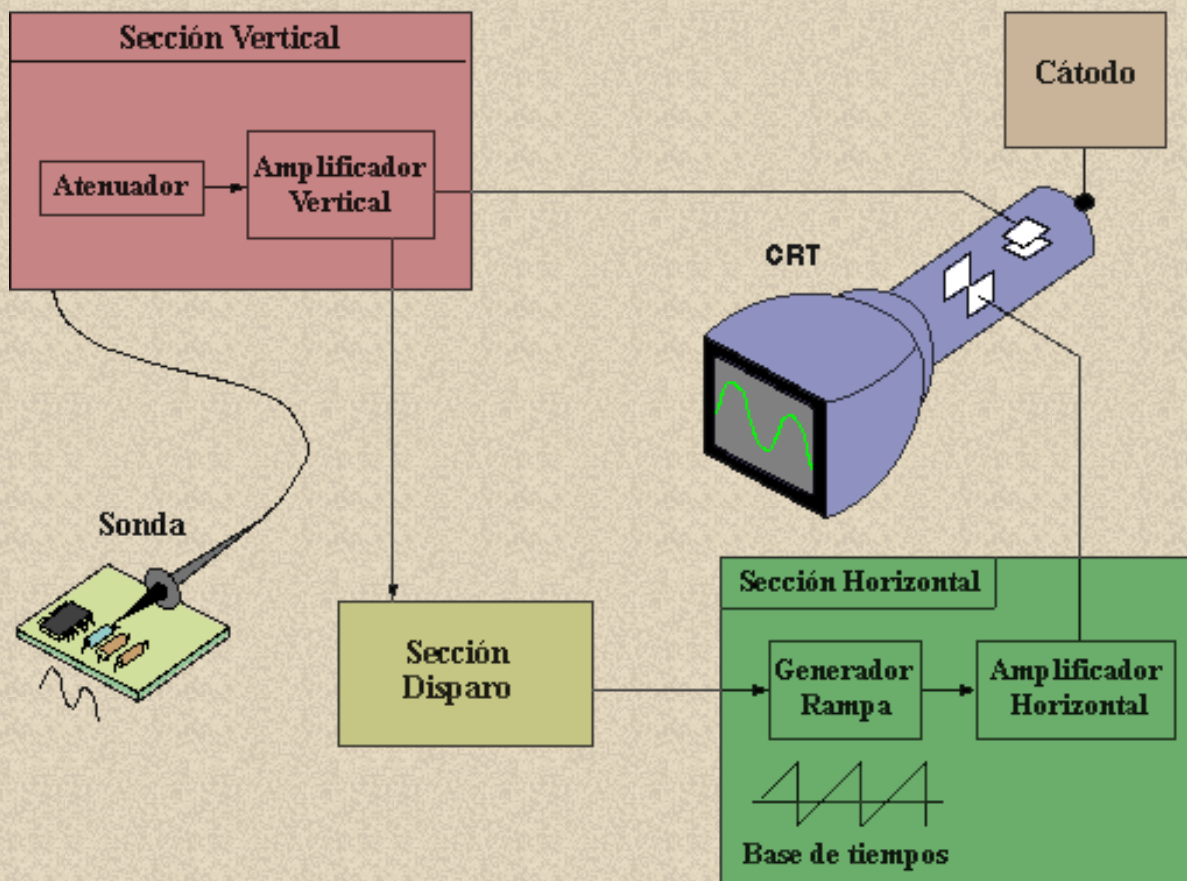 Sección Vertical
Cátodo
Atenuador
Amplificador
Vertical
CRT
Sonda
Sección
Disparo
Sección Horizontal
Generador
Rampa
Amplificador
Horizontal
Base de tiempos